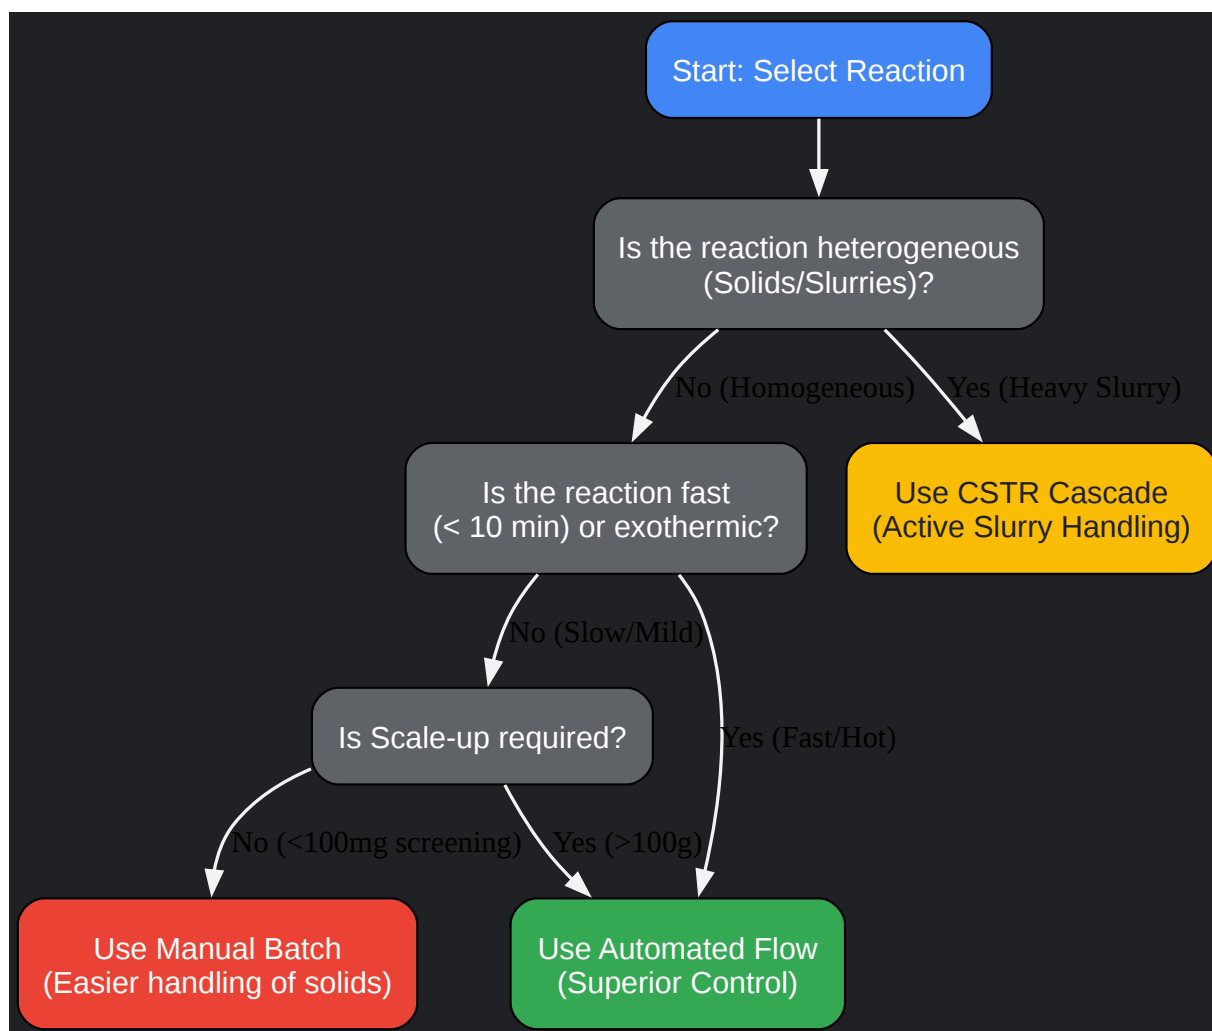 Start: Select Reaction
Is the reaction heterogeneous
(Solids/Slurries)?
No (Homogeneous)
Yes (Heavy Slurry)
Is the reaction fast
(< 10 min) or exothermic?
Use CSTR Cascade
(Active Slurry Handling)
No (Slow/Mild)
Is Scale-up required?
Yes (Fast/Hot)
No (<100mg screening)
Yes (>100g)
Use Manual Batch
(Easier handling of solids)
Use Automated Flow
(Superior Control)